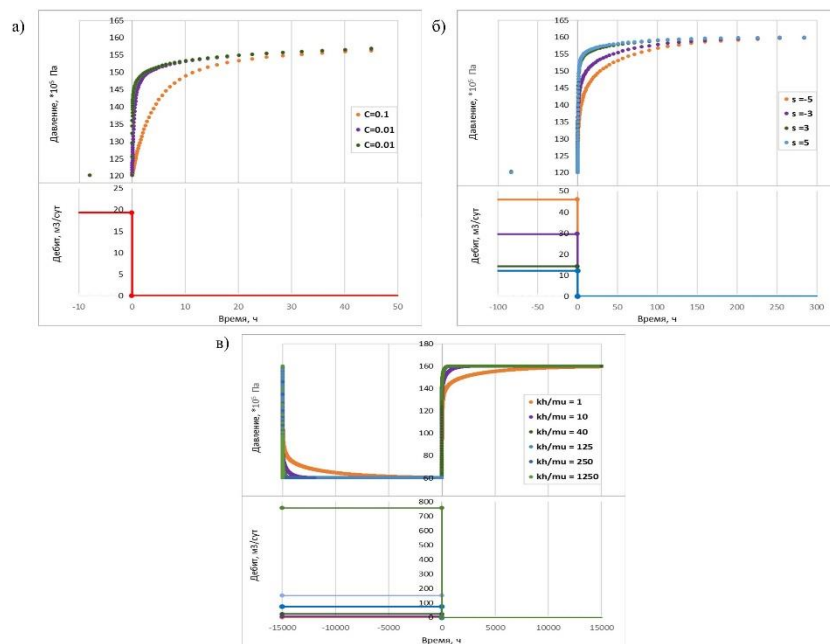 а)
Давление, *10⁵ Па
160
155
150
145
140
135
130
125
120
C=0.1
C=0.01
C=0.01
Дебит, м3/сут
25
20
15
10
5
0
-10 0 10 20 30 40 50
Время, ч
б)
Давление, *10⁵ Па
165
160
155
150
145
140
135
130
125
120
s =-5
s =-3
s =3
s =5
Дебит, м3/сут
50
40
30
20
10
0
-100 -50 0 50 100 150 200 250 300
Время, ч
в)
Давление, *10⁵ Па
180
160
140
120
100
80
60
kh/mu = 1
kh/mu = 10
kh/mu = 40
kh/mu = 125
kh/mu = 250
kh/mu = 1250
Дебит, м3/сут
800
700
600
500
400
300
200
100
0
-15000 -10000 -5000 0 5000 10000 15000
Время, ч